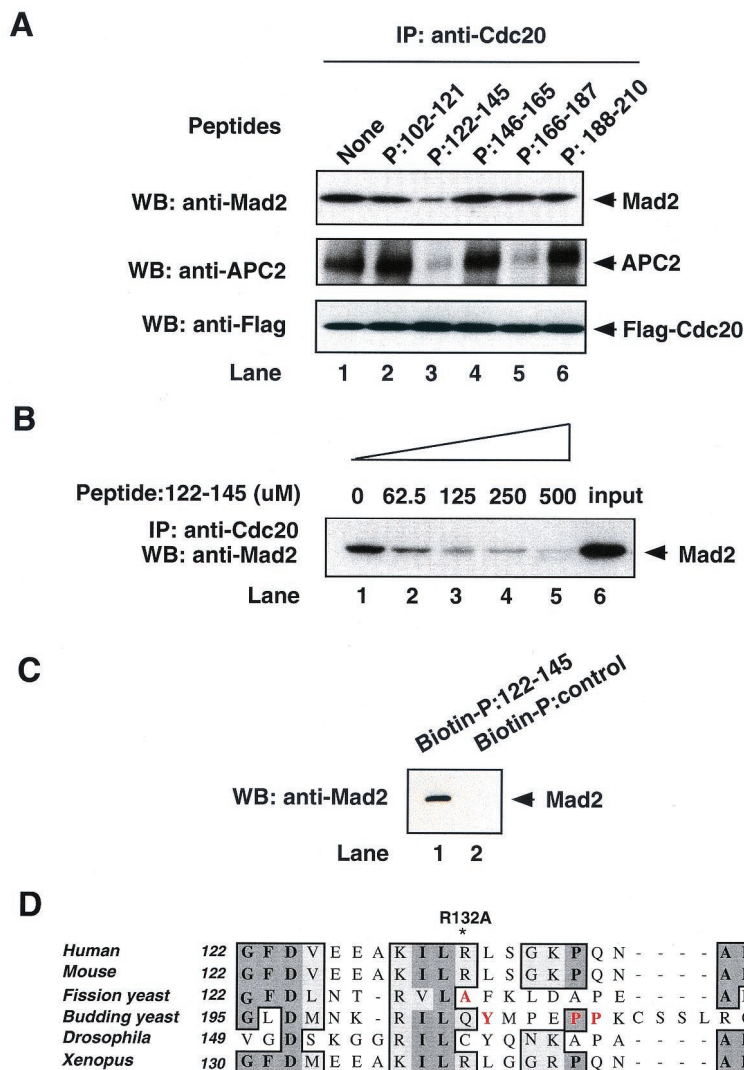 A
IP: anti-Cdc20
Peptides
None
P:102-121
P:122-145
P:146-165
P:166-187
P: 188-210
WB: anti-Mad2
Mad2
WB: anti-APC2
APC2
WB: anti-Flag
Flag-Cdc20
Lane 1 2 3 4 5 6
B
Peptide:122-145 (uM) 0 62.5 125 250 500 input
IP: anti-Cdc20
WB: anti-Mad2
Mad2
Lane 1 2 3 4 5 6
C
Biotin-P:122-145
Biotin-P:control
WB: anti-Mad2
Mad2
Lane 1 2
D
R132A
*
Human 122 G F D V E E A K I L R L S G K P Q N - - - - A
Mouse 122 G F D V E E A K I L R L S G K P Q N - - - - A
Fission yeast 122 G F D L N T - R V L A F K L D A P E - - - - A
Budding yeast 195 G L D M N K - R I L Q Y M P E P P K C S S L R
Drosophila 149 V G D S K G G R I L C Y Q N K A P A - - - - A
Xenopus 130 G F D M E E A K I L R L G G R P Q N - - - - A